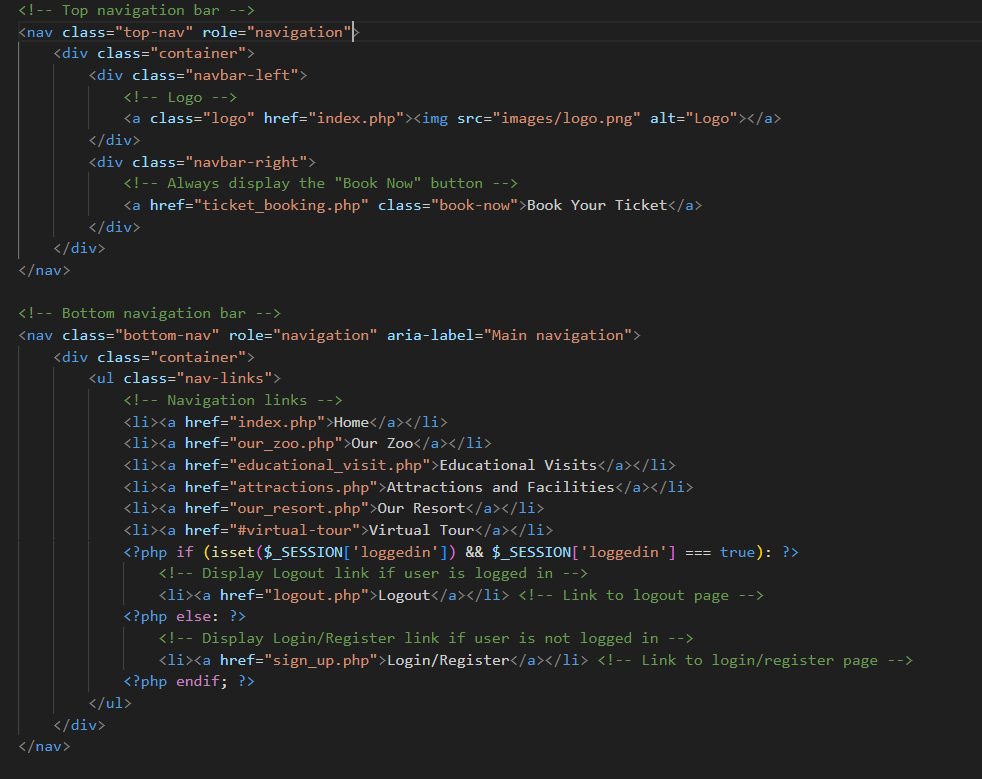 <!-- Top navigation bar -->
<nav class="top-nav" role="navigation">
    <div class="container">
        <div class="navbar-left">
            <!-- Logo -->
            <a class="logo" href="index.php"><img src="images/logo.png" alt="Logo"></a>
        </div>
        <div class="navbar-right">
            <!-- Always display the "Book Now" button -->
            <a href="ticket_booking.php" class="book-now">Book Your Ticket</a>
        </div>
    </div>
</nav>

<!-- Bottom navigation bar -->
<nav class="bottom-nav" role="navigation" aria-label="Main navigation">
    <div class="container">
        <ul class="nav-links">
            <!-- Navigation links -->
            <li><a href="index.php">Home</a></li>
            <li><a href="our_zoo.php">Our Zoo</a></li>
            <li><a href="educational_visit.php">Educational Visits</a></li>
            <li><a href="attractions.php">Attractions and Facilities</a></li>
            <li><a href="our_resort.php">Our Resort</a></li>
            <li><a href="#virtual-tour">Virtual Tour</a></li>
            <?php if (isset($_SESSION['loggedin']) && $_SESSION['loggedin'] === true): ?>
                <!-- Display Logout link if user is logged in -->
                <li><a href="logout.php">Logout</a></li> <!-- Link to logout page -->
            <?php else: ?>
                <!-- Display Login/Register link if user is not logged in -->
                <li><a href="sign_up.php">Login/Register</a></li> <!-- Link to login/register page -->
            <?php endif; ?>
        </ul>
    </div>
</nav>